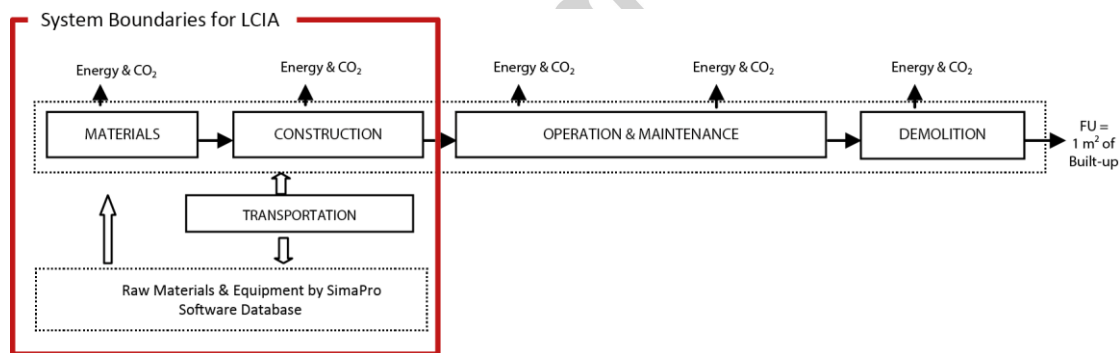 System Boundaries for LCIA
Energy & CO₂
Energy & CO₂
Energy & CO₂
Energy & CO₂
Energy & CO₂
MATERIALS
CONSTRUCTION
OPERATION & MAINTENANCE
DEMOLITION
FU =
1 m² of
Built-up
TRANSPORTATION
Raw Materials & Equipment by SimaPro
Software Database